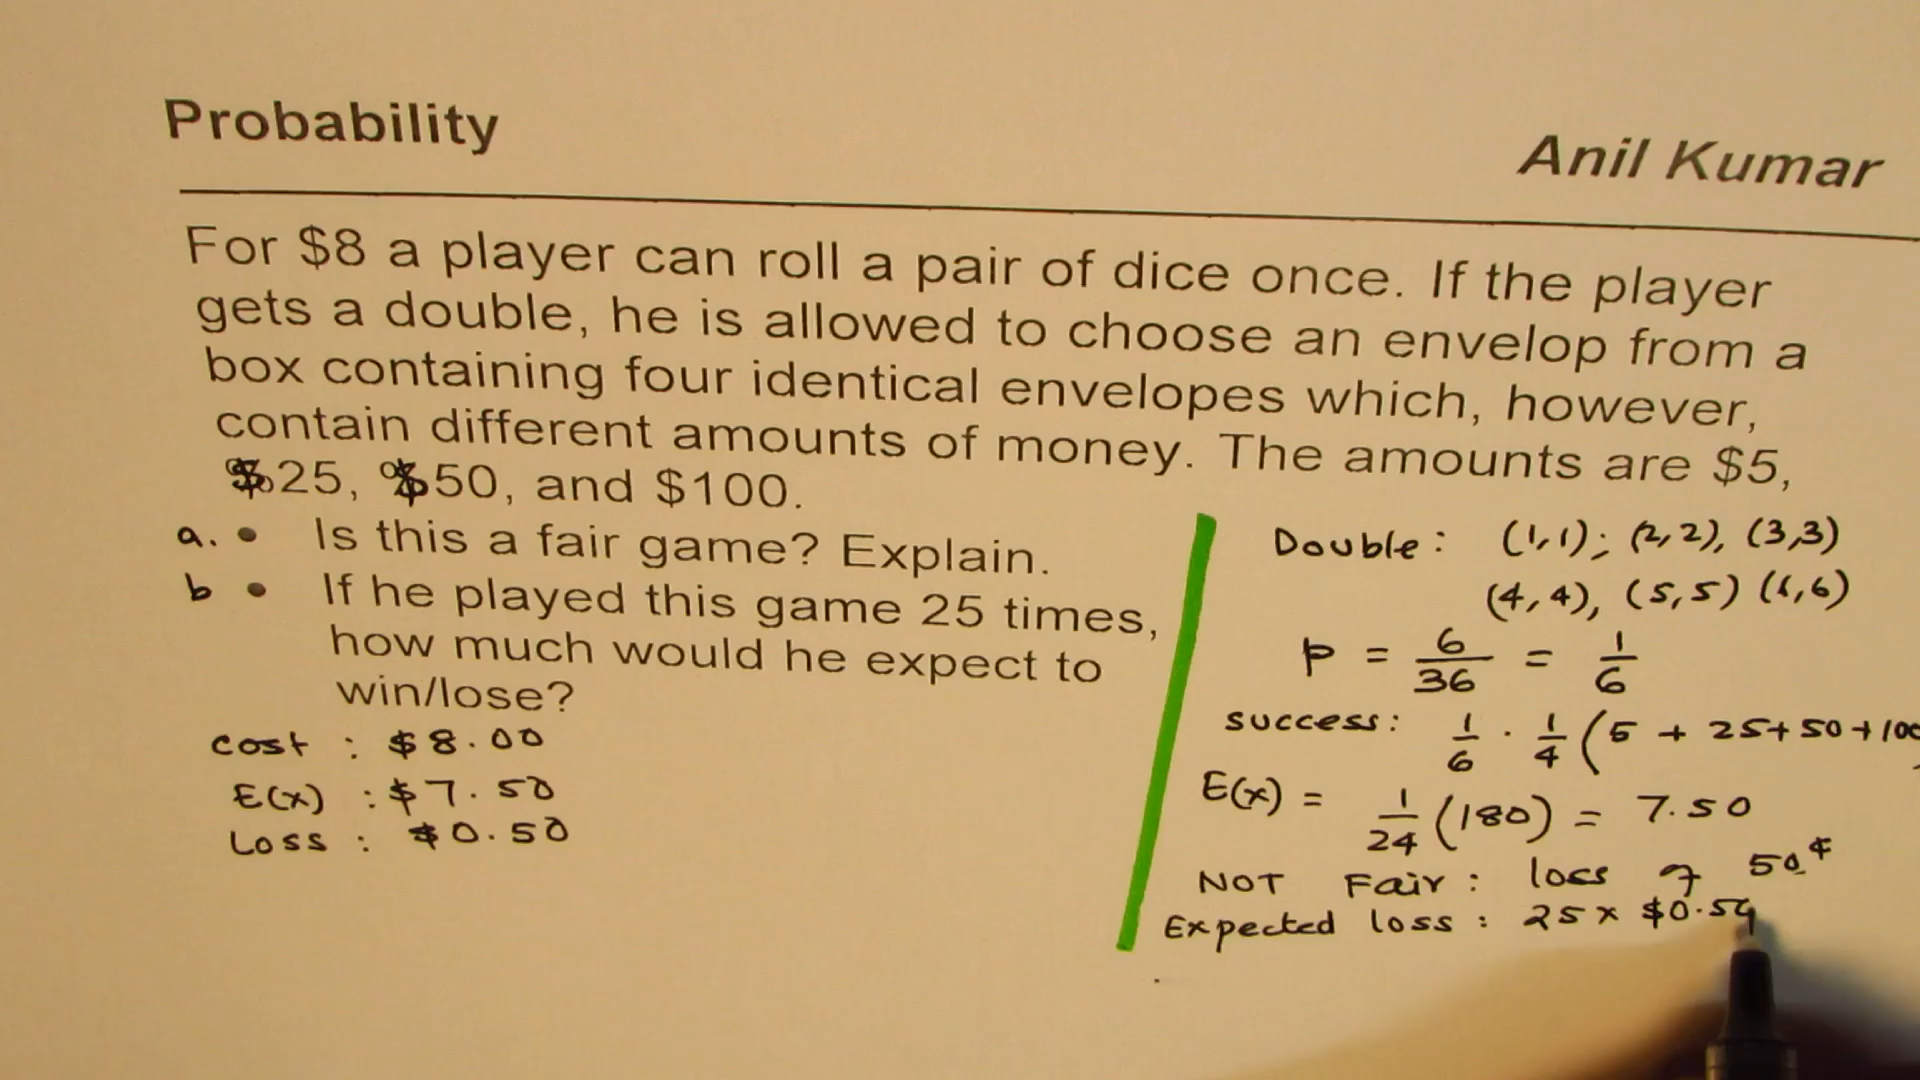 Probability
Anil Kumar
For $8 a player can roll a pair of dice once. If the player
gets a double, he is allowed to choose an envelop from a
box containing four identical envelopes which, however,
contain different amounts of money. The amounts are $5,
$25, $50, and $100.
a. • Is this a fair game? Explain.
b • If he played this game 25 times,
how much would he expect to
win/lose?
Cost : $8.00
E(x) : $7.50
Loss : $0.50
Double : (1,1); (2,2), (3,3)
(4,4), (5,5) (6,6)
P = 6/36 = 1/6
success: 1/6 · 1/4 (5 + 25+50+100
E(x) = 1/24 (180) = 7.50
NOT Fair : loss of 50¢
Expected loss : 25 x $0.50